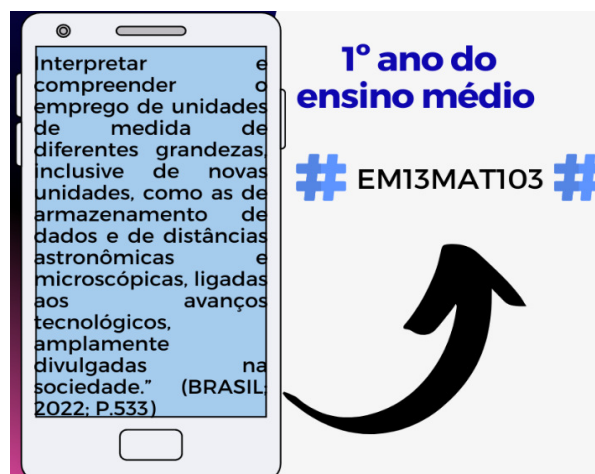 Interpretar e
compreender o
emprego de unidades
de medida de
diferentes grandezas,
inclusive de novas
unidades, como as de
armazenamento de
dados e de distâncias
astronômicas e
microscópicas, ligadas
aos avanços
tecnológicos,
amplamente
divulgadas na
sociedade.” (BRASIL;
2022; P.533)
1º ano do
ensino médio
# EM13MAT103 #